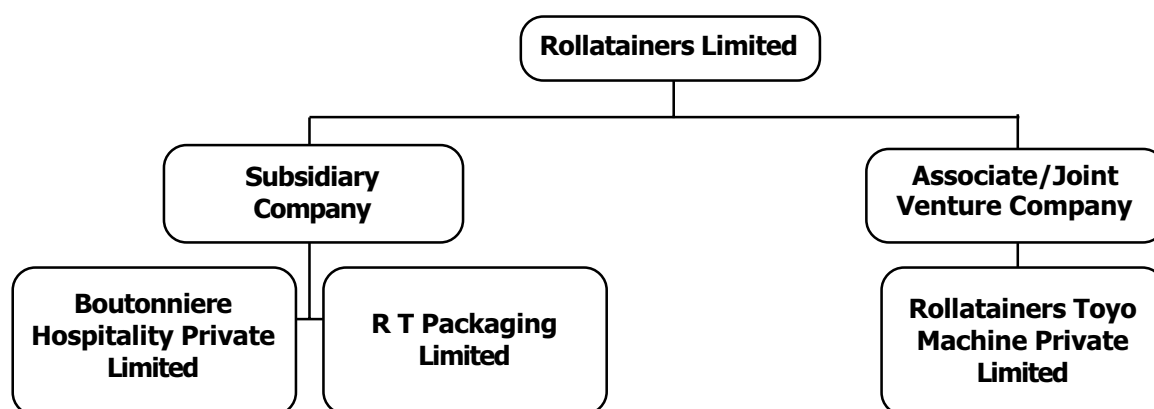 Rollatainers Limited
Subsidiary
Company
Associate/Joint
Venture Company
Boutonniere
Hospitality Private
Limited
R T Packaging
Limited
Rollatainers Toyo
Machine Private
Limited